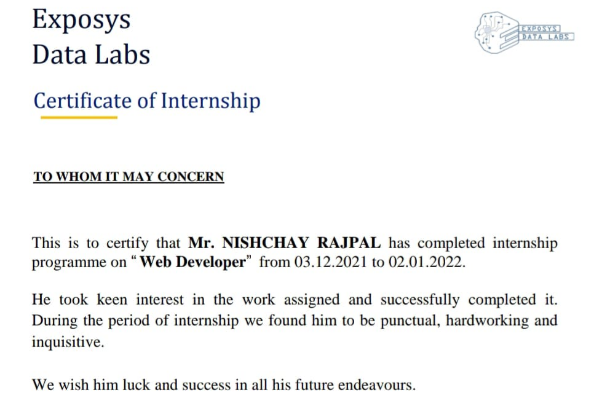 Exposys
Data Labs
EXPOSYS
DATA LABS
Certificate of Internship
TO WHOM IT MAY CONCERN
This is to certify that Mr. NISHCHAY RAJPAL has completed internship
programme on “ Web Developer” from 03.12.2021 to 02.01.2022.
He took keen interest in the work assigned and successfully completed it.
During the period of internship we found him to be punctual, hardworking and
inquisitive.
We wish him luck and success in all his future endeavours.